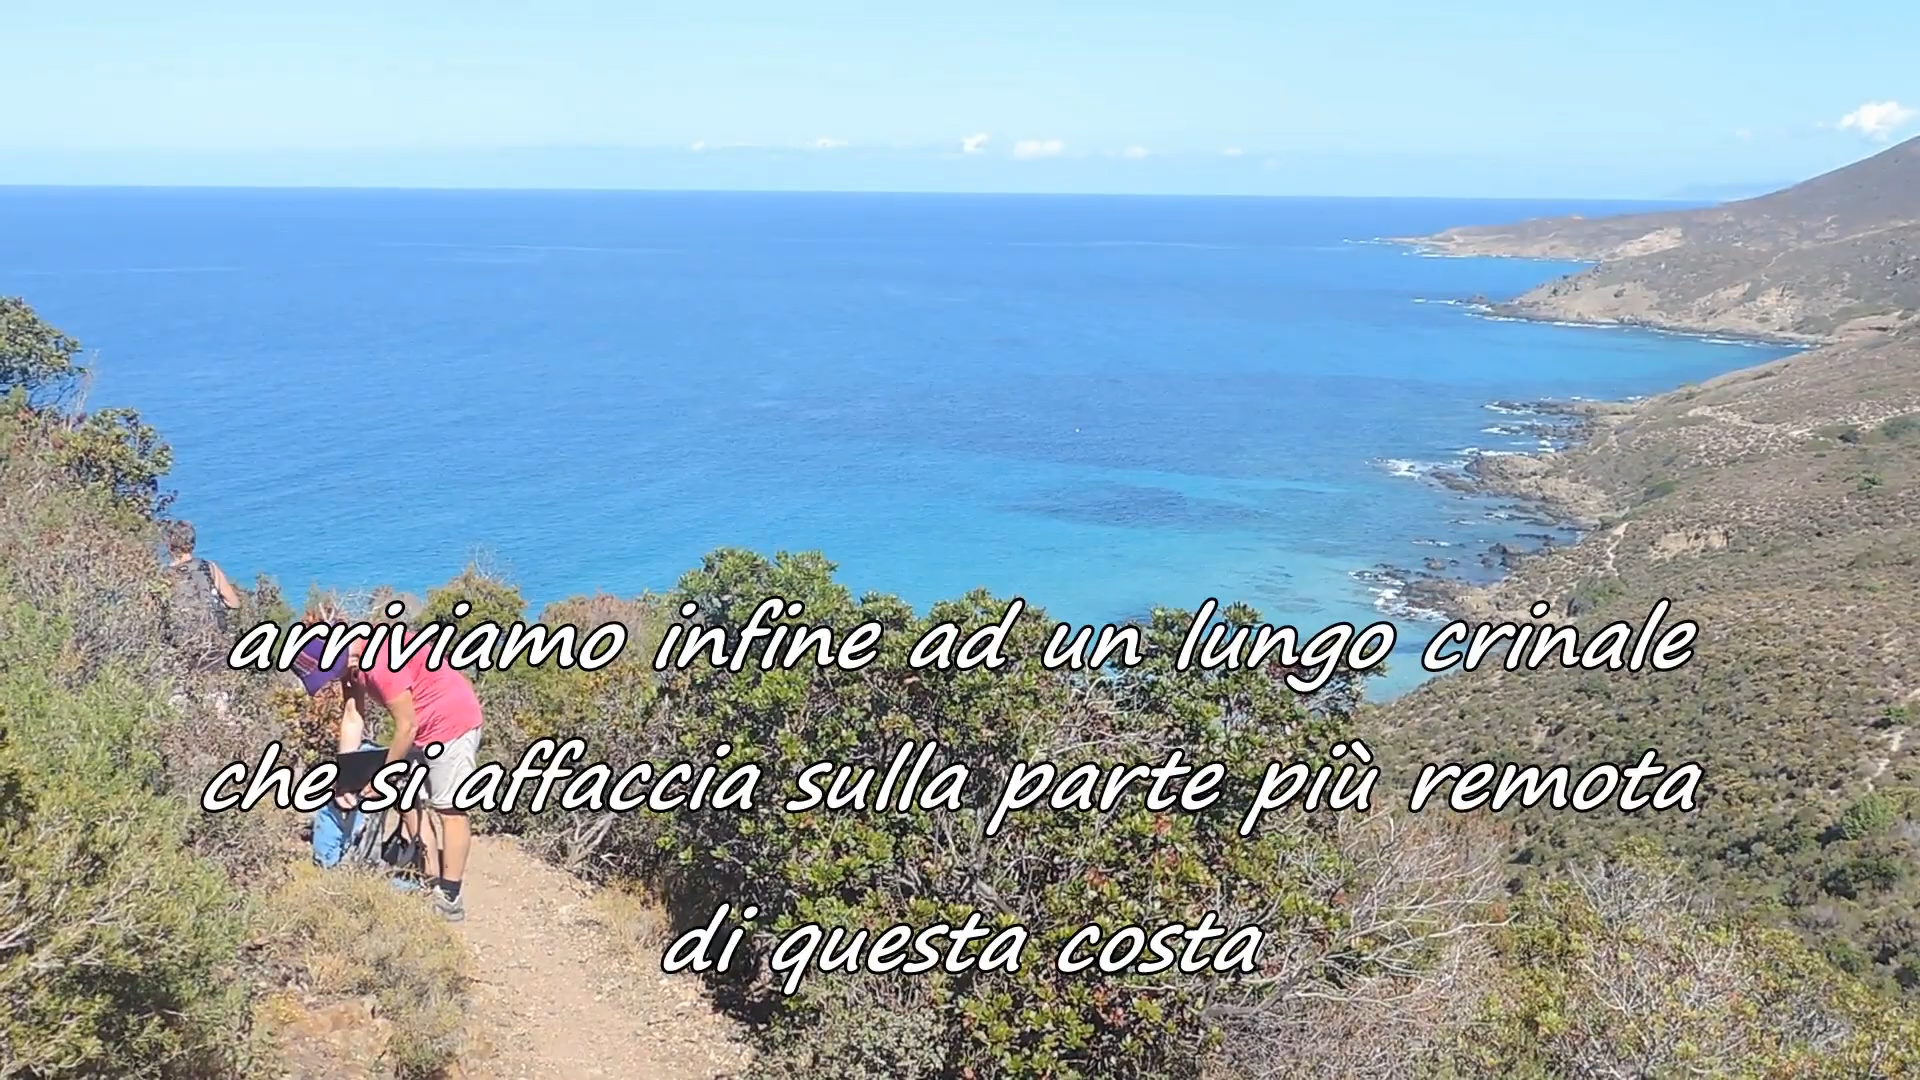 arriviamo infine ad un lungo crinale
che si affaccia sulla parte più remota
di questa costa